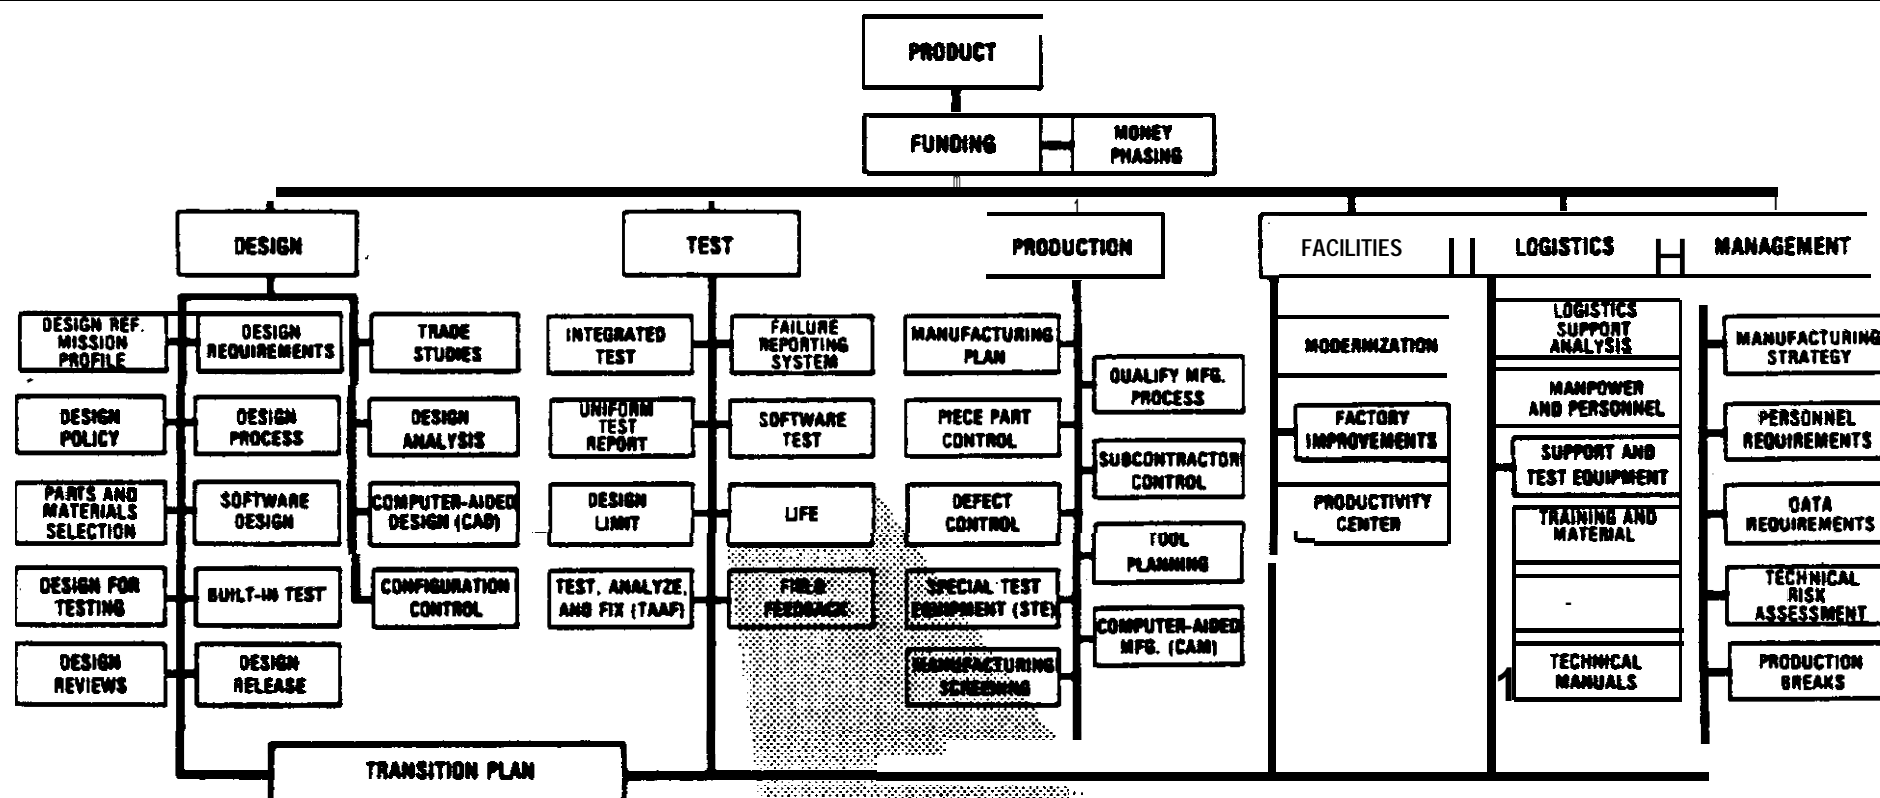 PRODUCT
FUNDING
MONEY
PHASING
DESIGN
TEST
PRODUCTION
FACILITIES
LOGISTICS
MANAGEMENT
DESIGN REF.
MISSION
PROFILE
DESIGN
REQUIREMENTS
TRADE
STUDIES
DESIGN
POLICY
DESIGN
PROCESS
DESIGN
ANALYSIS
PARTS AND
MATERIALS
SELECTION
SOFTWARE
DESIGN
COMPUTER-AIDED
DESIGN (CAD)
DESIGN FOR
TESTING
BUILT-IN TEST
CONFIGURATION
CONTROL
DESIGN
REVIEWS
DESIGN
RELEASE
INTEGRATED
TEST
FAILURE
REPORTING
SYSTEM
UNIFORM
TEST
REPORT
SOFTWARE
TEST
DESIGN
LIMIT
LIFE
TEST, ANALYZE,
AND FIX (TAAF)
FIELD
FEEDBACK
MANUFACTURING
PLAN
QUALIFY MFG.
PROCESS
PIECE PART
CONTROL
SUBCONTRACTOR
CONTROL
DEFECT
CONTROL
TOOL
PLANNING
SPECIAL TEST
EQUIPMENT (STE)
COMPUTER-AIDED
MFG. (CAM)
MANUFACTURING
SCREENING
MODERNIZATION
FACTORY
IMPROVEMENTS
PRODUCTIVITY
CENTER
LOGISTICS
SUPPORT
ANALYSIS
MANPOWER
AND PERSONNEL
SUPPORT AND
TEST EQUIPMENT
TRAINING AND
MATERIAL
TECHNICAL
MANUALS
MANUFACTURING
STRATEGY
PERSONNEL
REQUIREMENTS
DATA
REQUIREMENTS
TECHNICAL
RISK
ASSESSMENT
PRODUCTION
BREAKS
TRANSITION PLAN